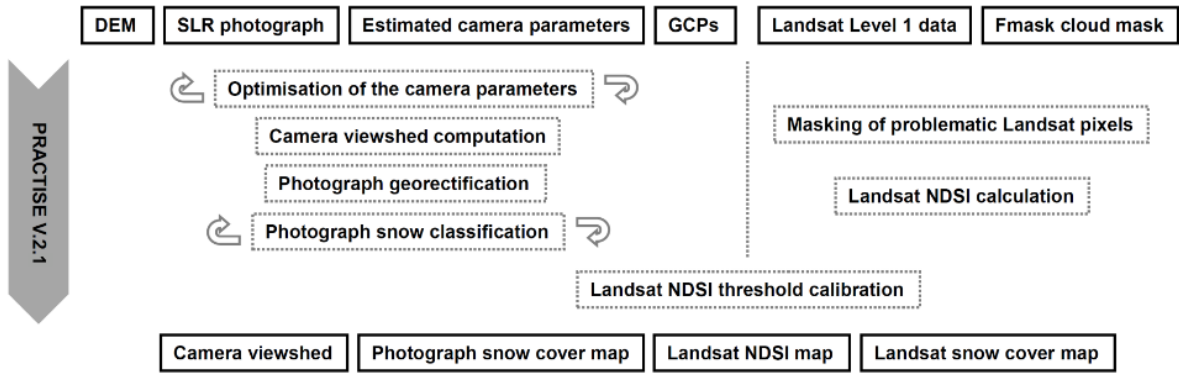 DEM
SLR photograph
Estimated camera parameters
GCPs
Landsat Level 1 data
Fmask cloud mask
PRACTISE V.2.1
Optimisation of the camera parameters
Camera viewshed computation
Photograph georectification
Photograph snow classification
Masking of problematic Landsat pixels
Landsat NDSI calculation
Landsat NDSI threshold calibration
Camera viewshed
Photograph snow cover map
Landsat NDSI map
Landsat snow cover map